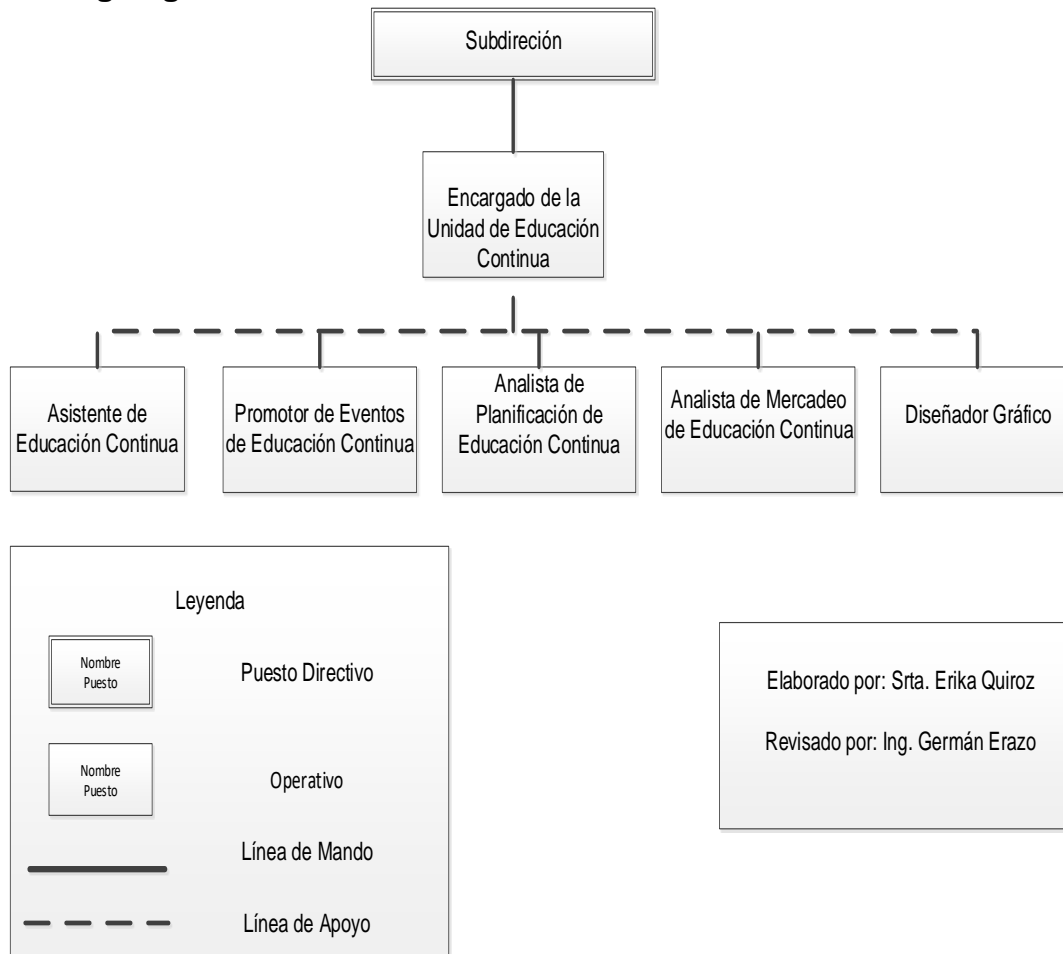 Subdireción
Encargado de la
Unidad de Educación
Continua
Asistente de
Educación Continua
Promotor de Eventos
de Educación Continua
Analista de
Planificación de
Educación Continua
Analista de Mercadeo
de Educación Continua
Diseñador Gráfico
Leyenda
Nombre
Puesto
Puesto Directivo
Nombre
Puesto
Operativo
Línea de Mando
Línea de Apoyo
Elaborado por: Srta. Erika Quiroz
Revisado por: Ing. Germán Erazo